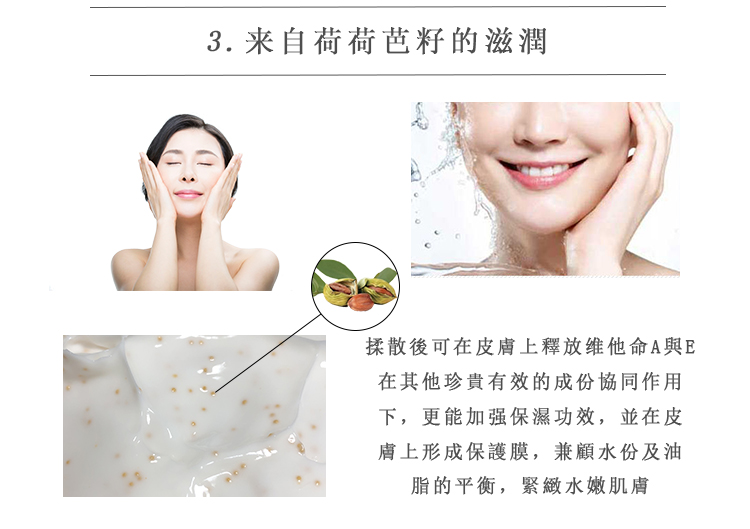 3.来自荷荷芭籽的滋潤
揉散後可在皮膚上釋放维他命A與E
在其他珍貴有效的成份協同作用
下，更能加强保濕功效，並在皮
膚上形成保護膜，兼顧水份及油
脂的平衡，緊緻水嫩肌膚